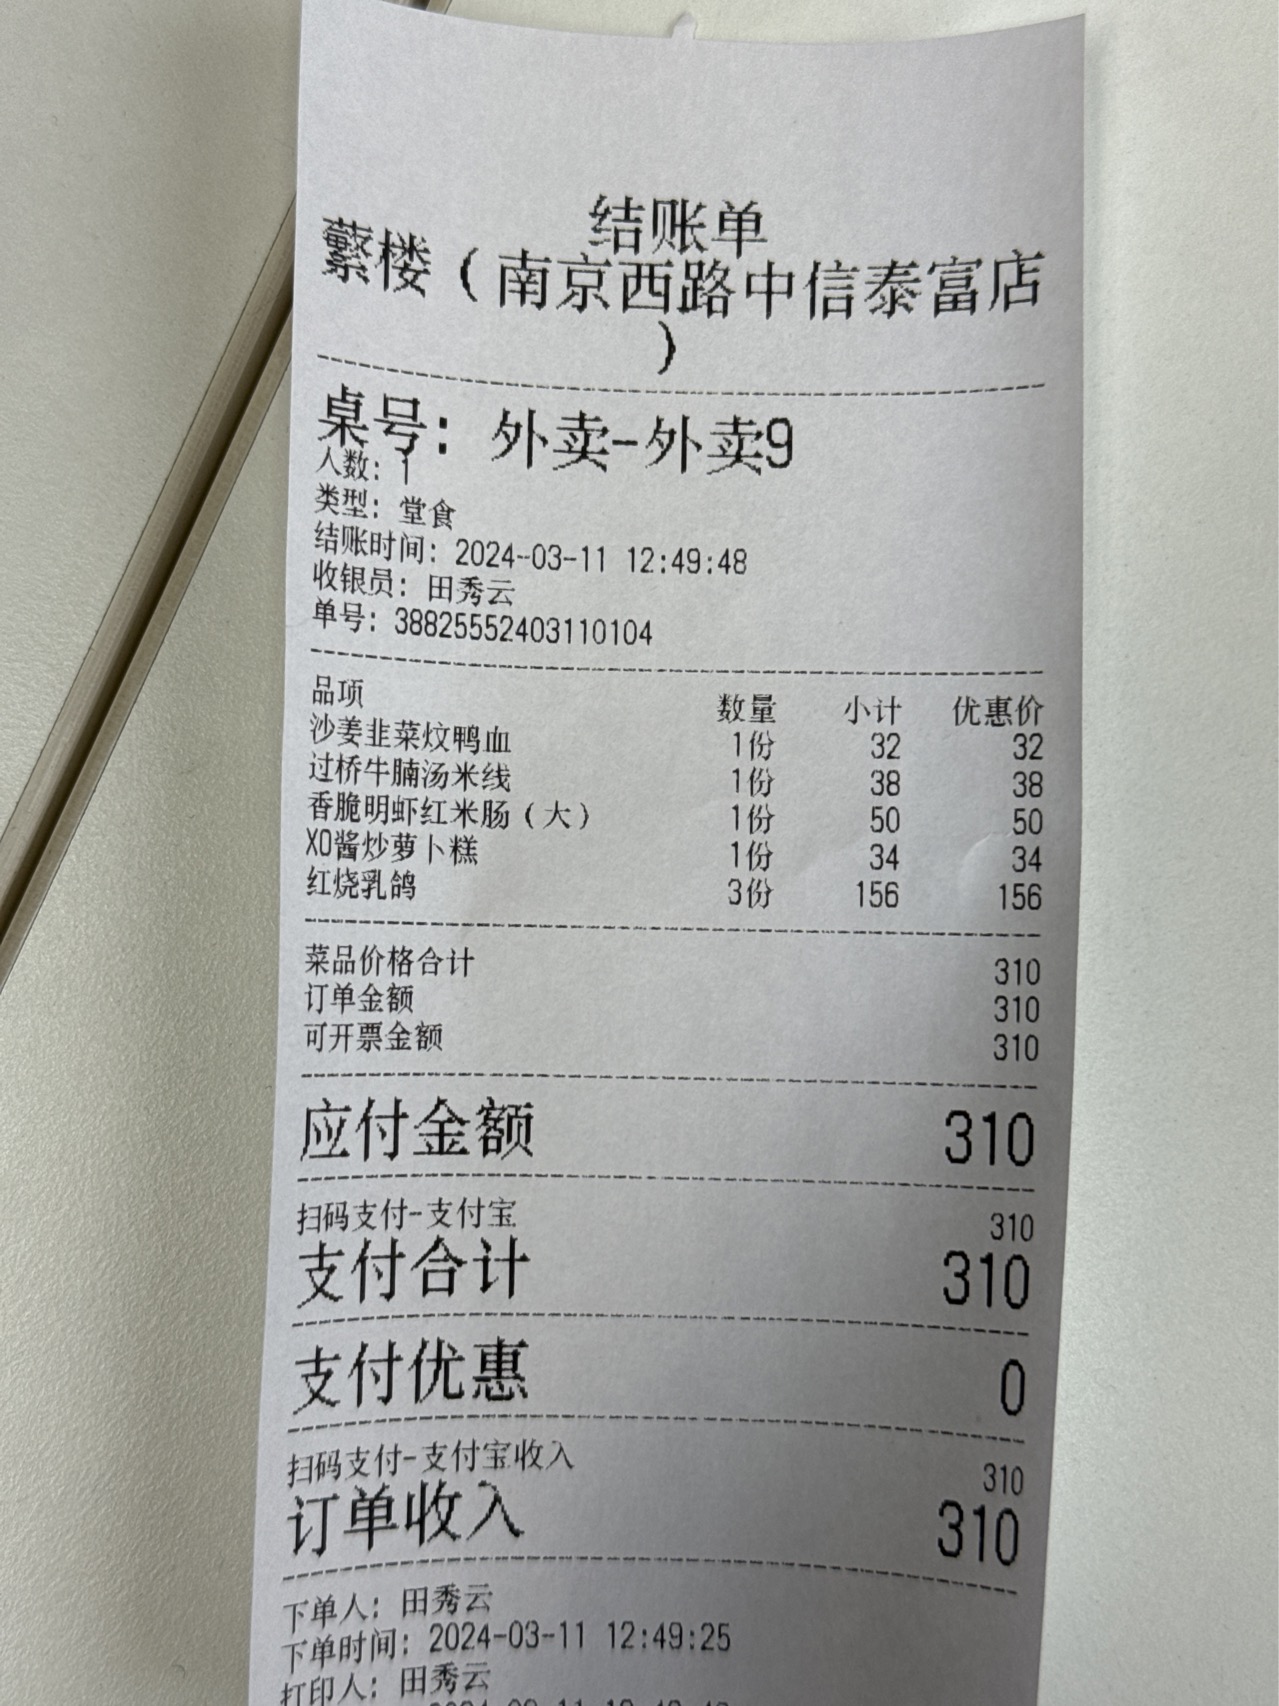 结账单
蘩楼（南京西路中信泰富店
）
桌号：外卖-外卖9
人数：1
类型：堂食
结账时间：2024-03-11 12:49:48
收银员：田秀云
单号：38825552403110104
品项 数量 小计 优惠价
沙姜韭菜炆鸭血 1份 32 32
过桥牛腩汤米线 1份 38 38
香脆明虾红米肠（大） 1份 50 50
XO酱炒萝卜糕 1份 34 34
红烧乳鸽 3份 156 156
菜品价格合计 310
订单金额 310
可开票金额 310
应付金额 310
扫码支付-支付宝 310
支付合计 310
支付优惠 0
扫码支付-支付宝收入 310
订单收入 310
下单人：田秀云
下单时间：2024-03-11 12:49:25
打印人：田秀云